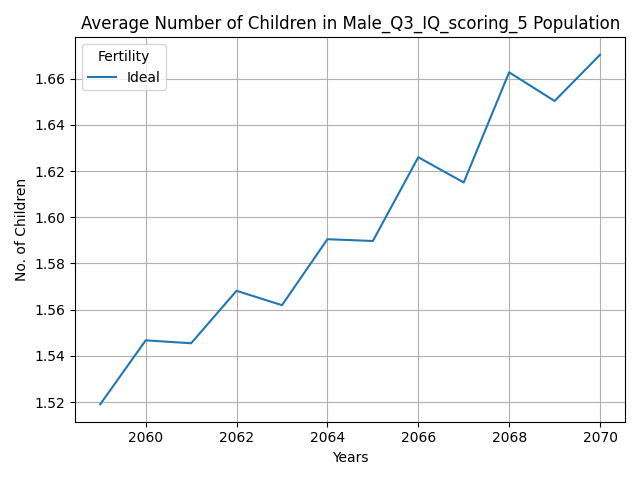 Average Number of Children in Male_Q3_IQ_scoring_5 Population
Fertility
Ideal
No. of Children
1.66
1.64
1.62
1.60
1.58
1.56
1.54
1.52
2060 2062 2064 2066 2068 2070
Years